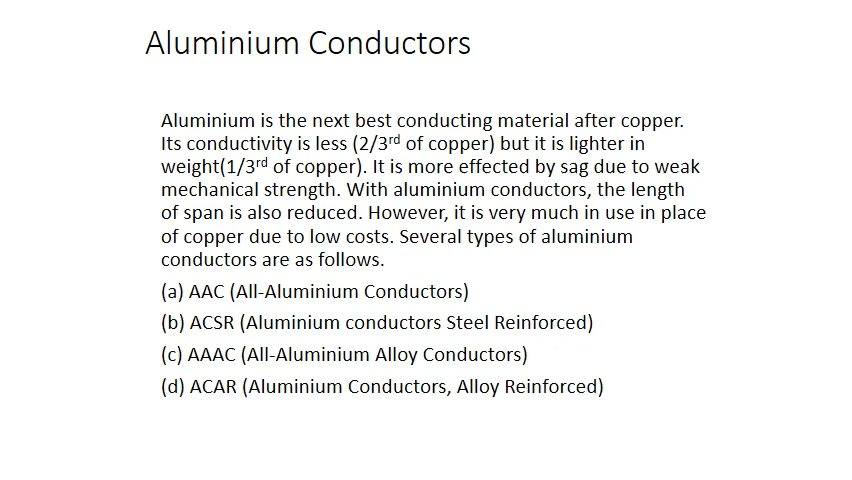 Aluminium Conductors
Aluminium is the next best conducting material after copper.
Its conductivity is less (2/3rd of copper) but it is lighter in
weight(1/3rd of copper). It is more effected by sag due to weak
mechanical strength. With aluminium conductors, the length
of span is also reduced. However, it is very much in use in place
of copper due to low costs. Several types of aluminium
conductors are as follows.
(a) AAC (All-Aluminium Conductors)
(b) ACSR (Aluminium conductors Steel Reinforced)
(c) AAAC (All-Aluminium Alloy Conductors)
(d) ACAR (Aluminium Conductors, Alloy Reinforced)